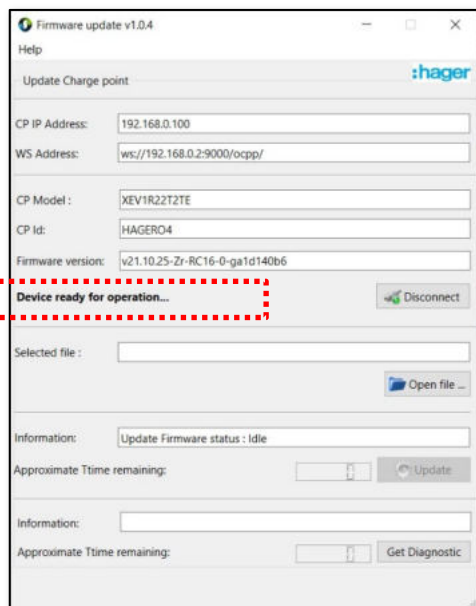 Firmware update v1.0.4
Help
Update Charge point
:hager
CP IP Address: 192.168.0.100
WS Address: ws://192.168.0.2:9000/ocpp/
CP Model : XEV1R22T2TE
CP Id: HAGERO4
Firmware version: v21.10.25-Zr-RC16-0-ga1d140b6
Device ready for operation...
Disconnect
Selected file :
Open file ...
Information: Update Firmware status : Idle
Approximate Ttime remaining:
Update
Information:
Approximate Ttime remaining:
Get Diagnostic